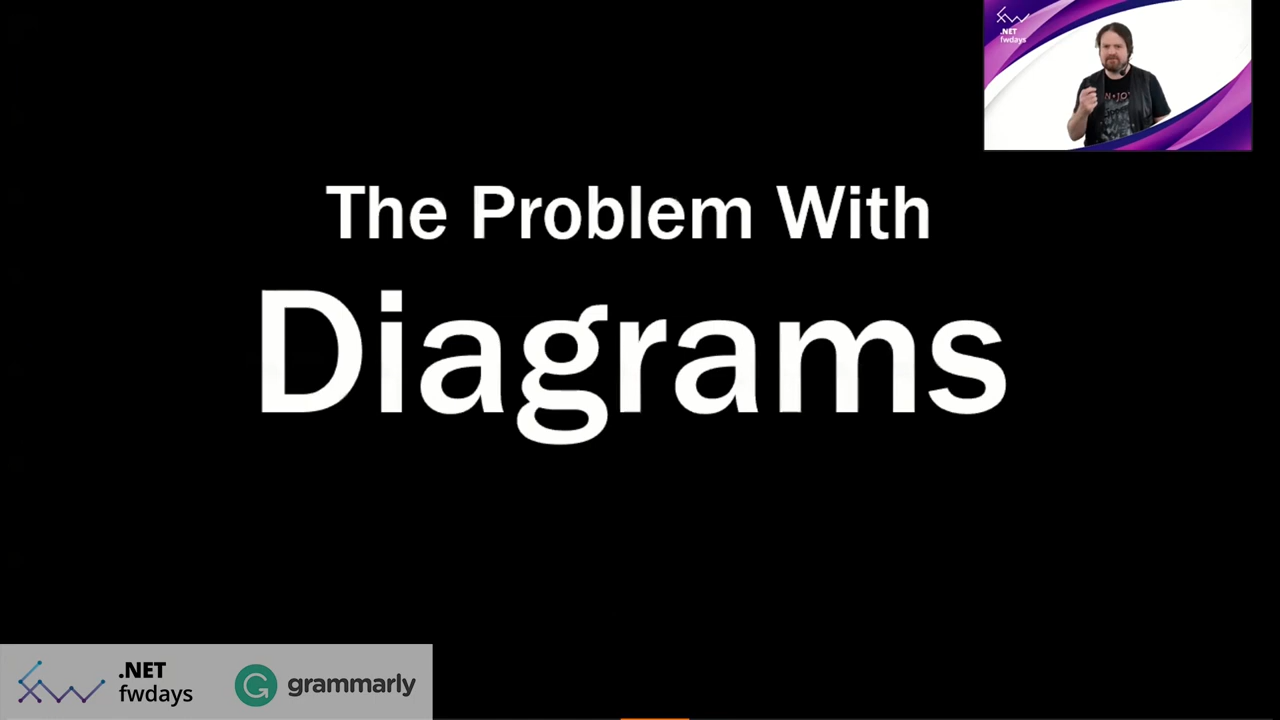 .NET
fwdays
The Problem With
Diagrams
.NET
fwdays
grammarly